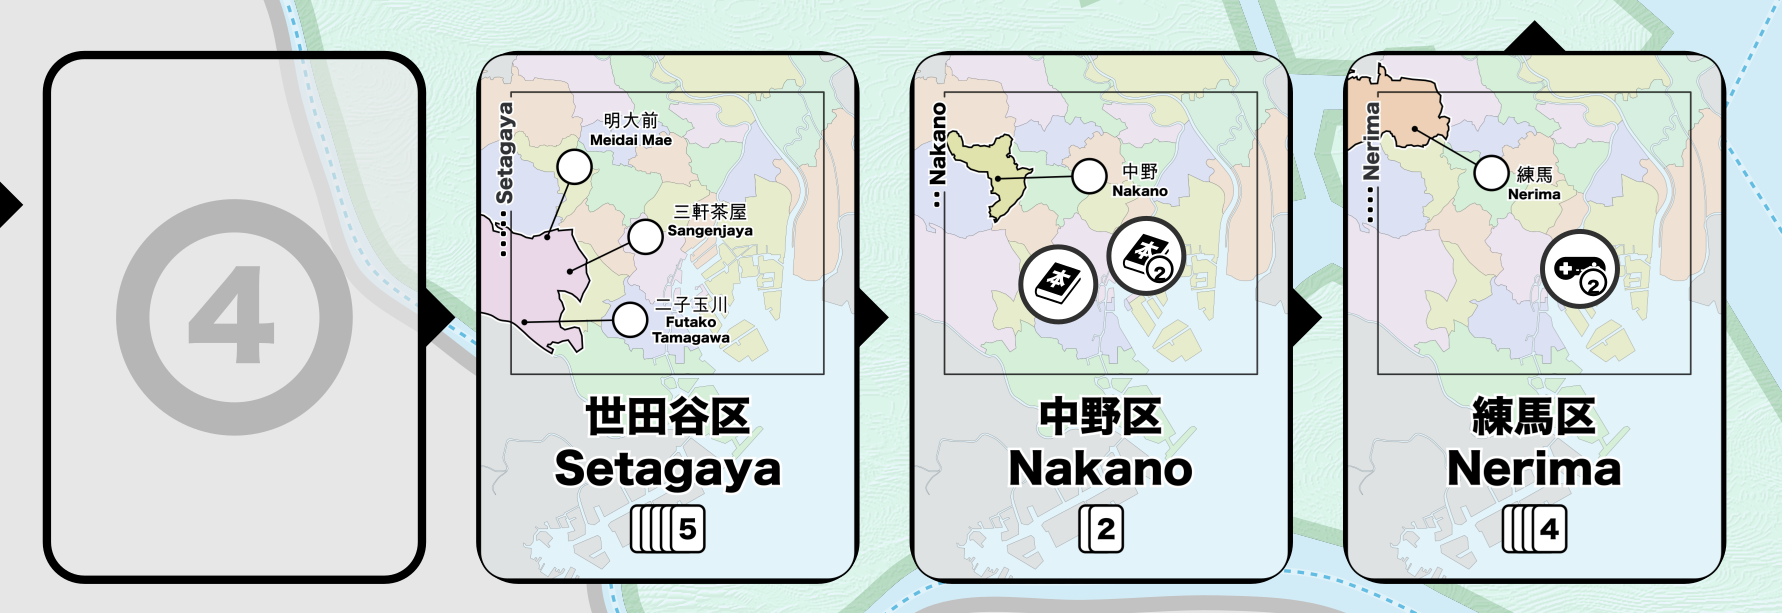 4
Setagaya
明大前
Meidai Mae
三軒茶屋
Sangenjaya
二子玉川
Futako
Tamagawa
世田谷区
Setagaya
5
Nakano
中野
Nakano
本
本
2
中野区
Nakano
2
Nerima
練馬
Nerima
2
練馬区
Nerima
4